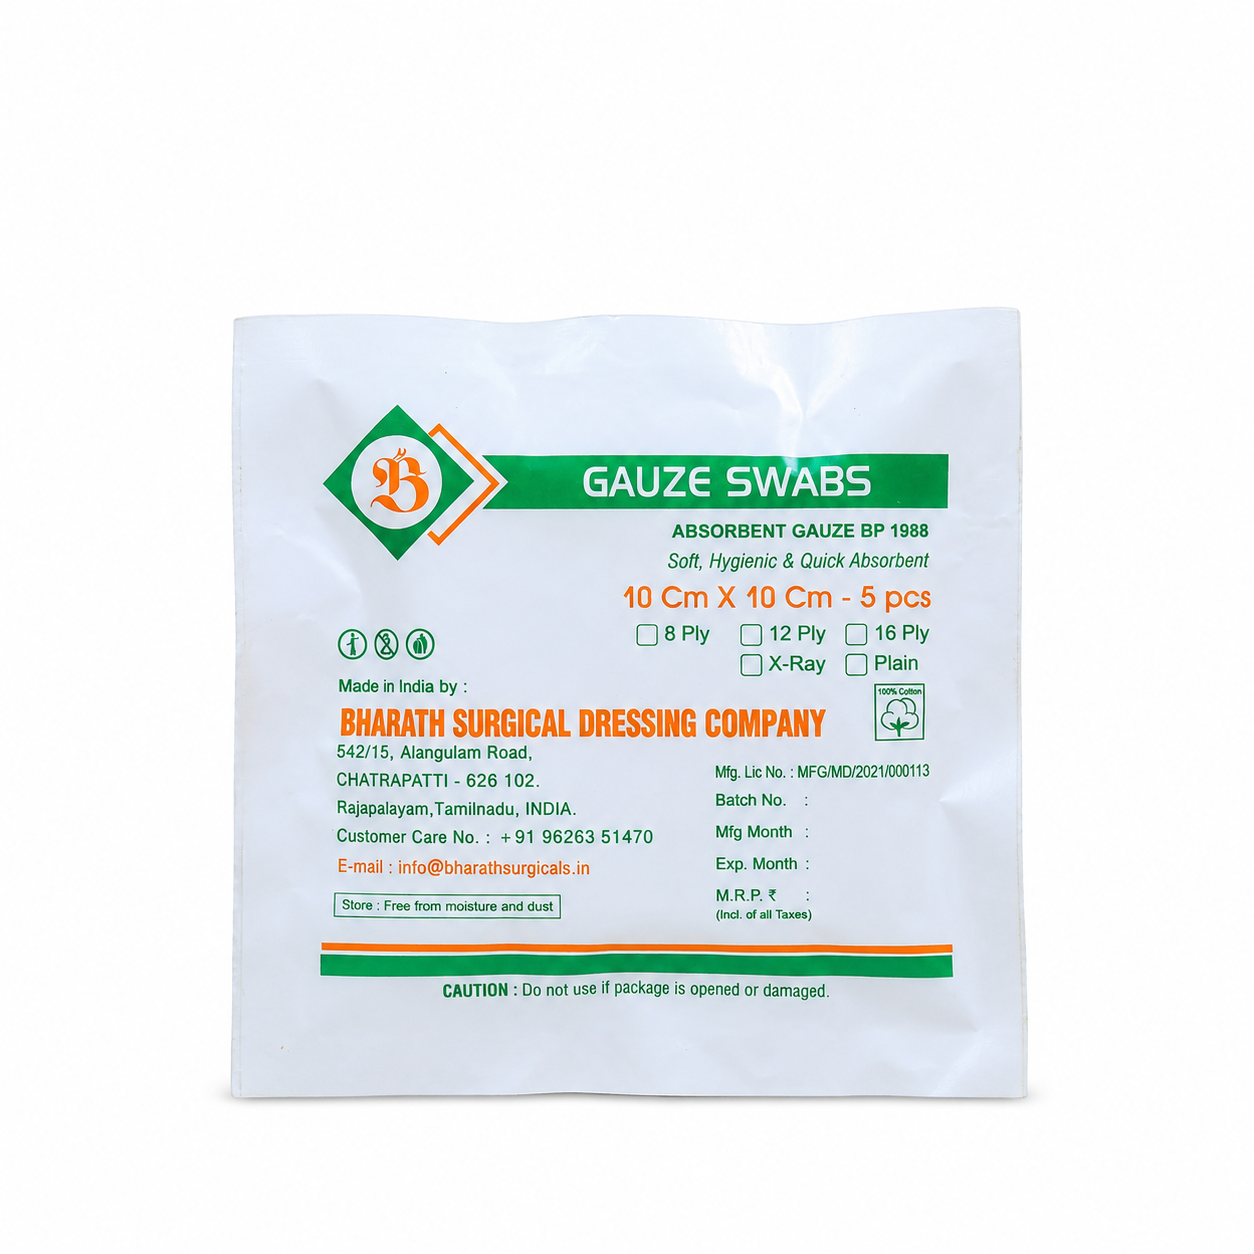 B
GAUZE SWABS
ABSORBENT GAUZE BP 1988
Soft, Hygienic & Quick Absorbent
10 Cm X 10 Cm - 5 pcs
8 Ply 12 Ply 16 Ply
X-Ray Plain
100% Cotton
Made in India by :
BHARATH SURGICAL DRESSING COMPANY
542/15, Alangulam Road,
CHATRAPATTI - 626 102.
Rajapalayam,Tamilnadu, INDIA.
Customer Care No. : +91 96263 51470
E-mail : info@bharathsurgicals.in
Store : Free from moisture and dust
Mfg. Lic No. : MFG/MD/2021/000113
Batch No. :
Mfg Month :
Exp. Month :
M.R.P. ₹ :
(Incl. of all Taxes)
CAUTION : Do not use if package is opened or damaged.